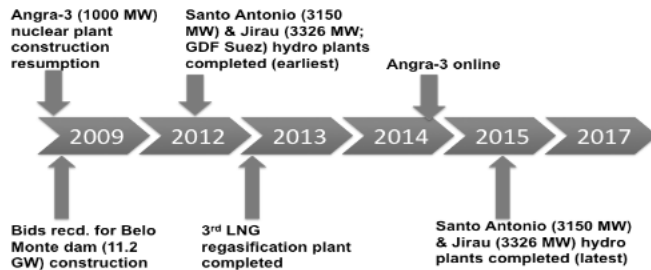 Angra-3 (1000 MW)
nuclear plant
construction
resumption
Santo Antonio (3150
MW) & Jirau (3326 MW;
GDF Suez) hydro plants
completed (earliest)
Angra-3 online
2009
2012
2013
2014
2015
2017
Bids recd. for Belo
Monte dam (11.2
GW) construction
3rd LNG
regasification plant
completed
Santo Antonio (3150 MW)
& Jirau (3326 MW) hydro
plants completed (latest)